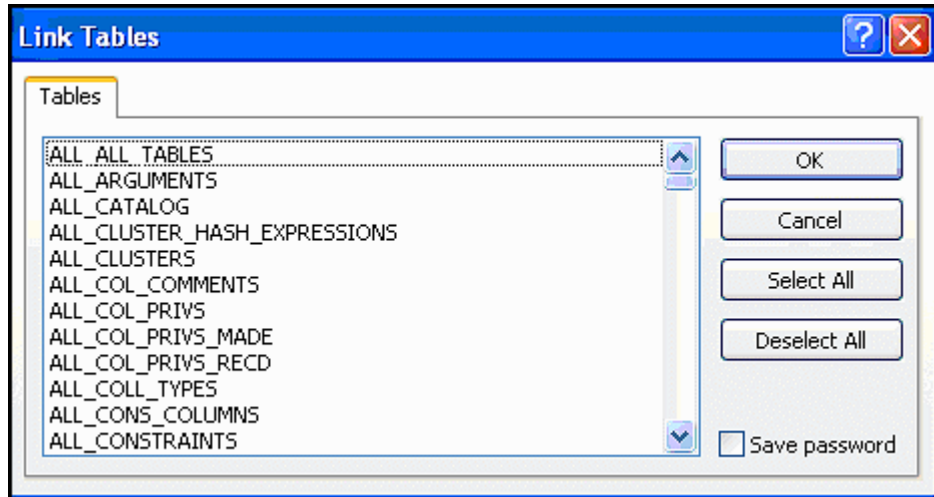 Link Tables
Tables
ALL_ALL_TABLES
ALL_ARGUMENTS
ALL_CATALOG
ALL_CLUSTER_HASH_EXPRESSIONS
ALL_CLUSTERS
ALL_COL_COMMENTS
ALL_COL_PRIVS
ALL_COL_PRIVS_MADE
ALL_COL_PRIVS_RECD
ALL_COLL_TYPES
ALL_CONS_COLUMNS
ALL_CONSTRAINTS
OK
Cancel
Select All
Deselect All
Save password